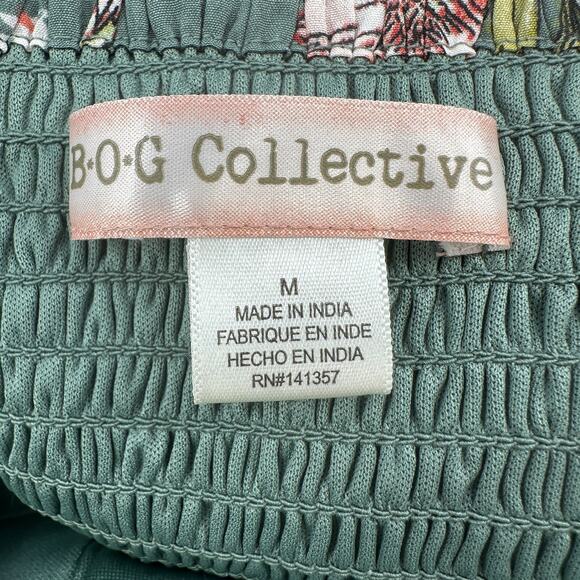 B*O*G Collective
M
MADE IN INDIA
FABRIQUE EN INDE
HECHO EN INDIA
RN#141357